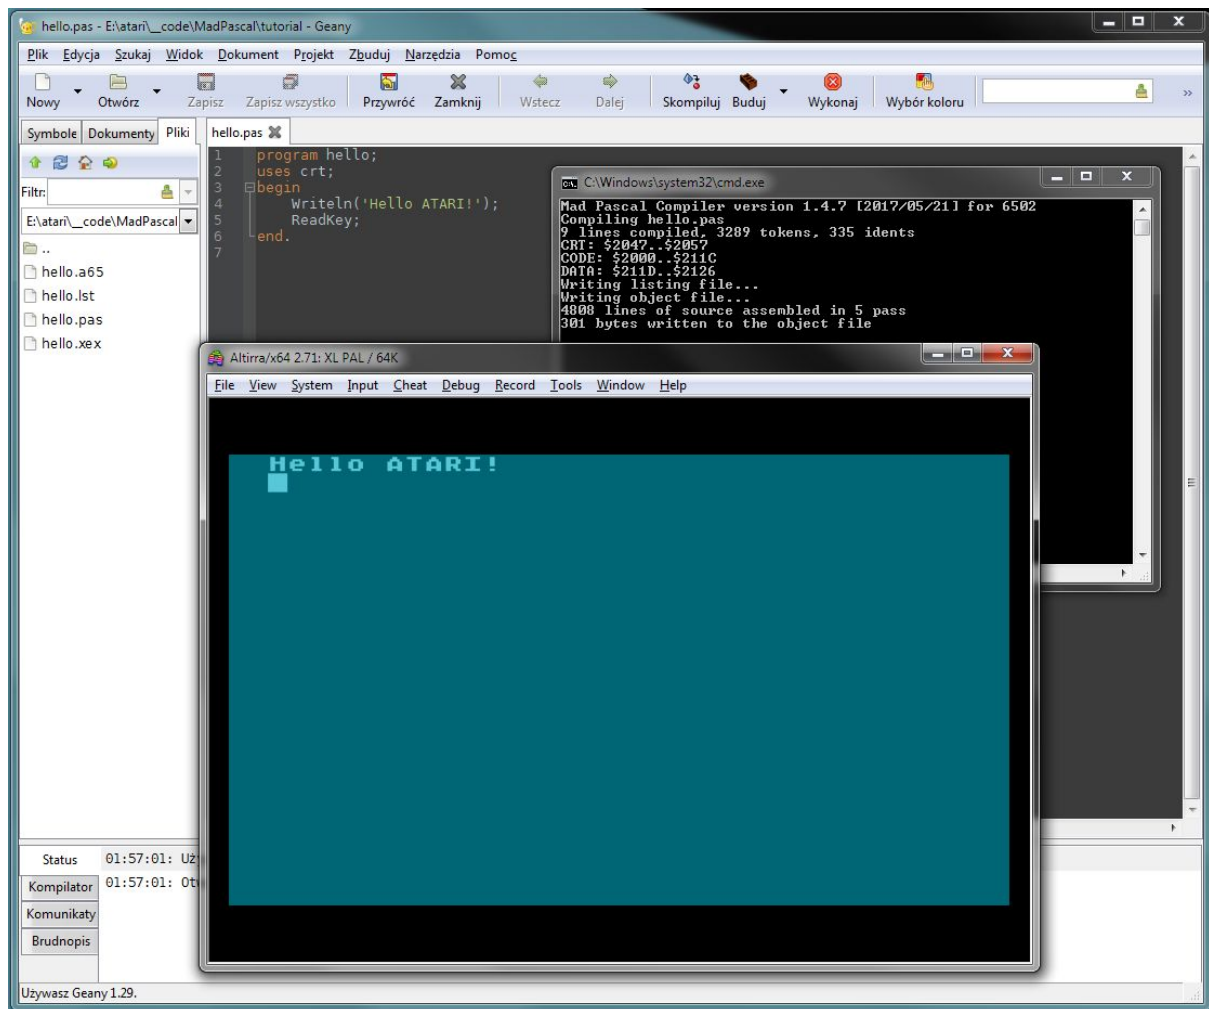 hello.pas - E:\atari\__code\MadPascal\tutorial - Geany
Plik Edycja Szukaj Widok Dokument Projekt Zbuduj Narzędzia Pomoc
Nowy Otwórz Zapisz Zapisz wszystko Przywróć Zamknij Wstecz Dalej Skompiluj Buduj Wykonaj Wybór koloru
Symbole Dokumenty Pliki hello.pas
Filtr:
E:\atari\__code\MadPascal
..
hello.a65
hello.lst
hello.pas
hello.xex
1 program hello;
2 uses crt;
3 begin
4 Writeln('Hello ATARI!');
5 ReadKey;
6 end.
7
C:\Windows\system32\cmd.exe
Mad Pascal Compiler version 1.4.7 [2017/05/21] for 6502
Compiling hello.pas
9 lines compiled, 3289 tokens, 335 idents
CRT: $2047..$2057
CODE: $2000..$211C
DATA: $211D..$2126
Writing listing file...
Writing object file...
4808 lines of source assembled in 5 pass
301 bytes written to the object file
Altirra/x64 2.71: XL PAL / 64K
File View System Input Cheat Debug Record Tools Window Help
Hello ATARI!
Status 01:57:01:
Kompilator 01:57:01:
Komunikaty
Brudnopis
Używasz Geany 1.29.